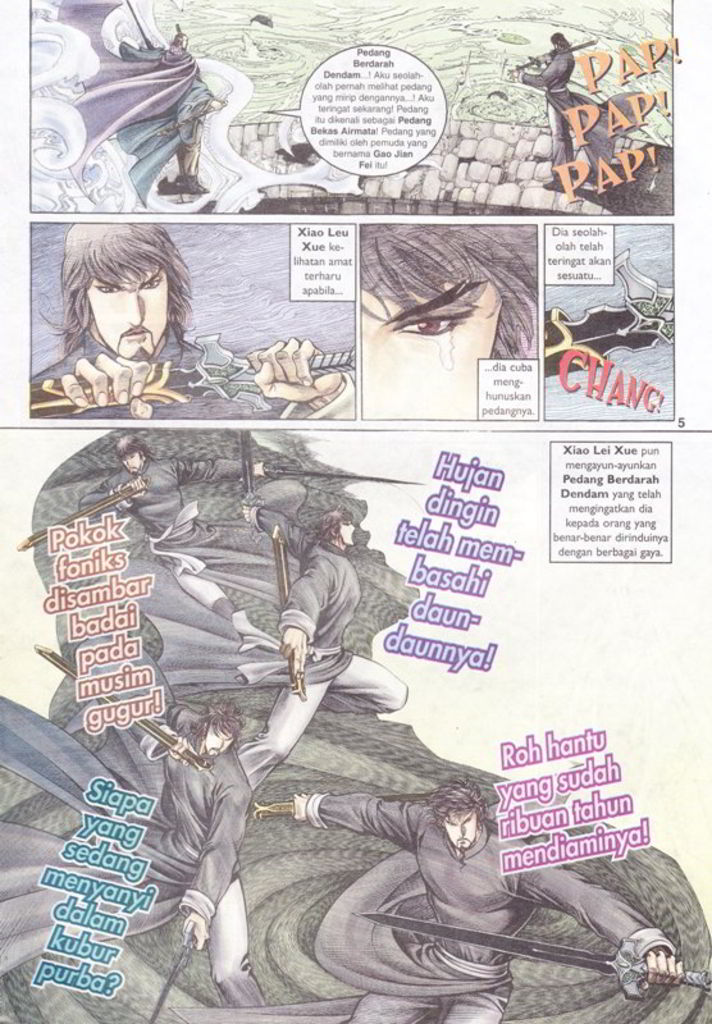 Pedang
Berdarah
Dendam...! Aku seolah-
olah pernah melihat pedang
yang mirip dengannya...! Aku
teringat sekarang! Pedang
itu dikenali sebagai Pedang
Bekas Airmata! Pedang yang
dimiliki oleh pemuda yang
bernama Gao Jian
Fei itu!
PAP!
PAP!
PAP!
Xiao Leu
Xue ke-
lihatan amat
terharu
apabila...
...dia cuba
meng-
hunuskan
pedangnya.
Dia seolah-
olah telah
teringat akan
sesuatu...
CHANG!
5
Xiao Lei Xue pun
mengayun-ayunkan
Pedang Berdarah
Dendam yang telah
mengingatkan dia
kepada orang yang
benar-benar dirinduinya
dengan berbagai gaya.
Hujan
dingin
telah mem-
basahi
daun-
daunnya!
Pokok
foniks
disambar
badai
pada
musim
gugur!
Roh hantu
yang sudah
ribuan tahun
mendiaminya!
Siapa
yang
sedang
menyanyi
dalam
kubur
purba?